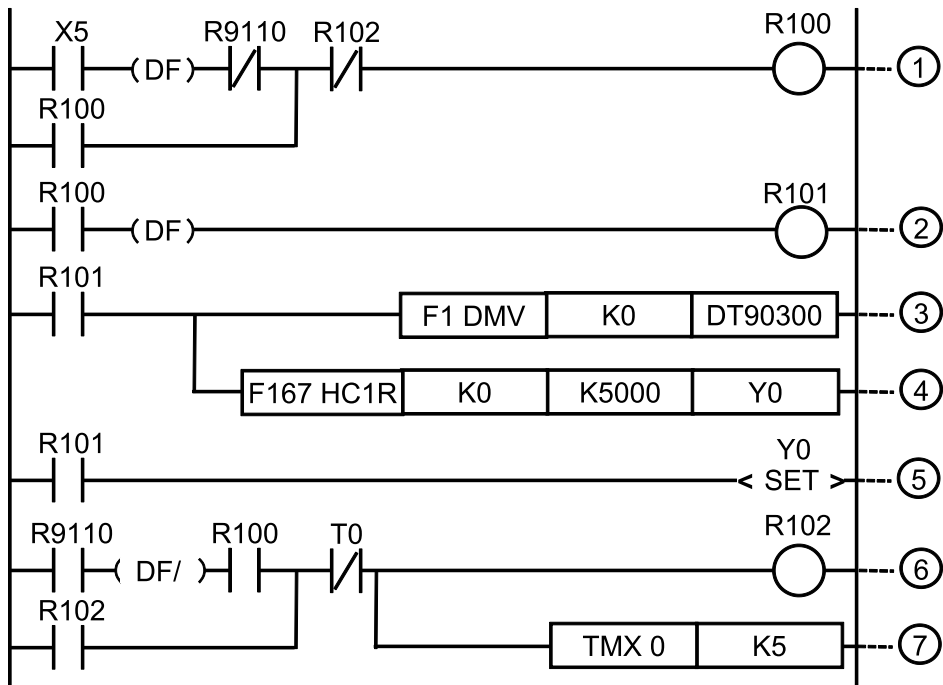 X5 R9110 R102 R100
( DF ) 1
R100
R100 R101
( DF ) 2
R101
F1 DMV K0 DT90300 3
F167 HC1R K0 K5000 Y0 4
R101 Y0
< SET > 5
R9110 R100 T0 R102
( DF/ ) 6
R102
TMX 0 K5 7